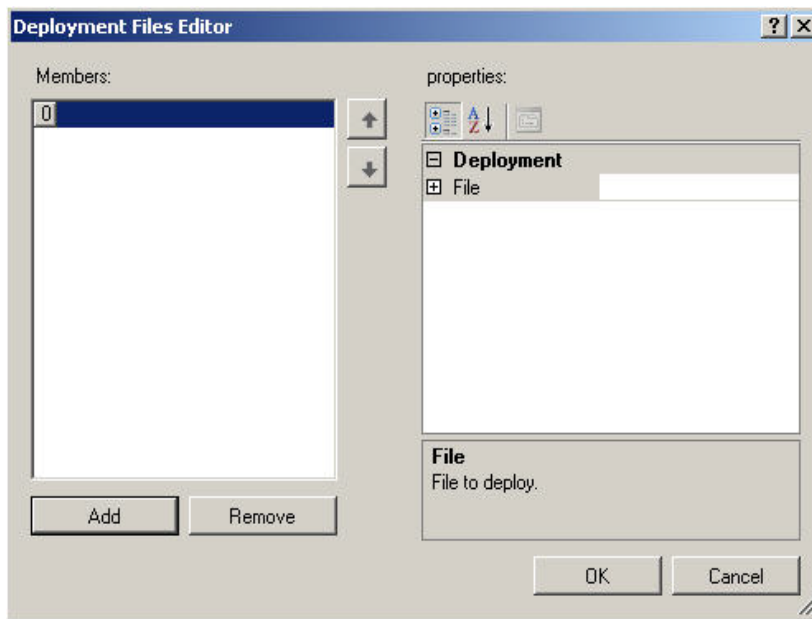 Deployment Files Editor
Members:
0
Add
Remove
properties:
A
Z
Deployment
File
File
File to deploy.
OK
Cancel